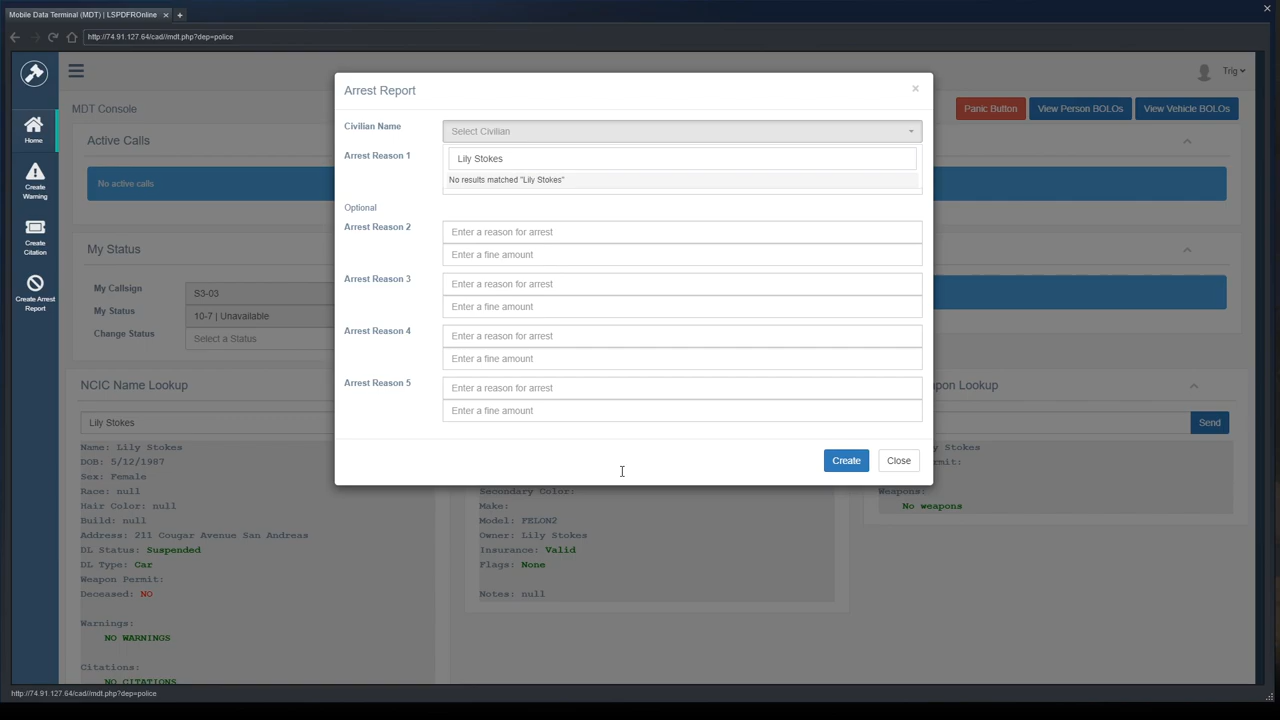 Mobile Data Terminal (MDT) | LSPDFROnline × +
http://74.91.127.64/cad//mdt.php?dep=police
Trig
MDT Console
Panic Button
View Person BOLOs
View Vehicle BOLOs
Home
Create
Warning
Create
Citation
Create Arrest
Report
Active Calls
No active calls
My Status
My Callsign
S3-03
My Status
10-7 | Unavailable
Change Status
Select a Status
Arrest Report
×
Civilian Name
Select Civilian
Arrest Reason 1
Lily Stokes
No results matched "Lily Stokes"
Optional
Arrest Reason 2
Enter a reason for arrest
Enter a fine amount
Arrest Reason 3
Enter a reason for arrest
Enter a fine amount
Arrest Reason 4
Enter a reason for arrest
Enter a fine amount
Arrest Reason 5
Enter a reason for arrest
Enter a fine amount
Create
Close
NCIC Name Lookup
Lily Stokes
Name: Lily Stokes
DOB: 5/12/1987
Sex: Female
Race: null
Hair Color: null
Build: null
Address: 211 Cougar Avenue San Andreas
DL Status: Suspended
DL Type: Car
Weapon Permit:
Deceased: NO
Warnings:
NO WARNINGS
Citations:
NO CITATIONS
Secondary Color:
Make:
Model: FELON2
Owner: Lily Stokes
Insurance: Valid
Flags: None
Notes: null
Lookup
Send
Stokes
Weapons:
No weapons
http://74.91.127.64/cad//mdt.php?dep=police